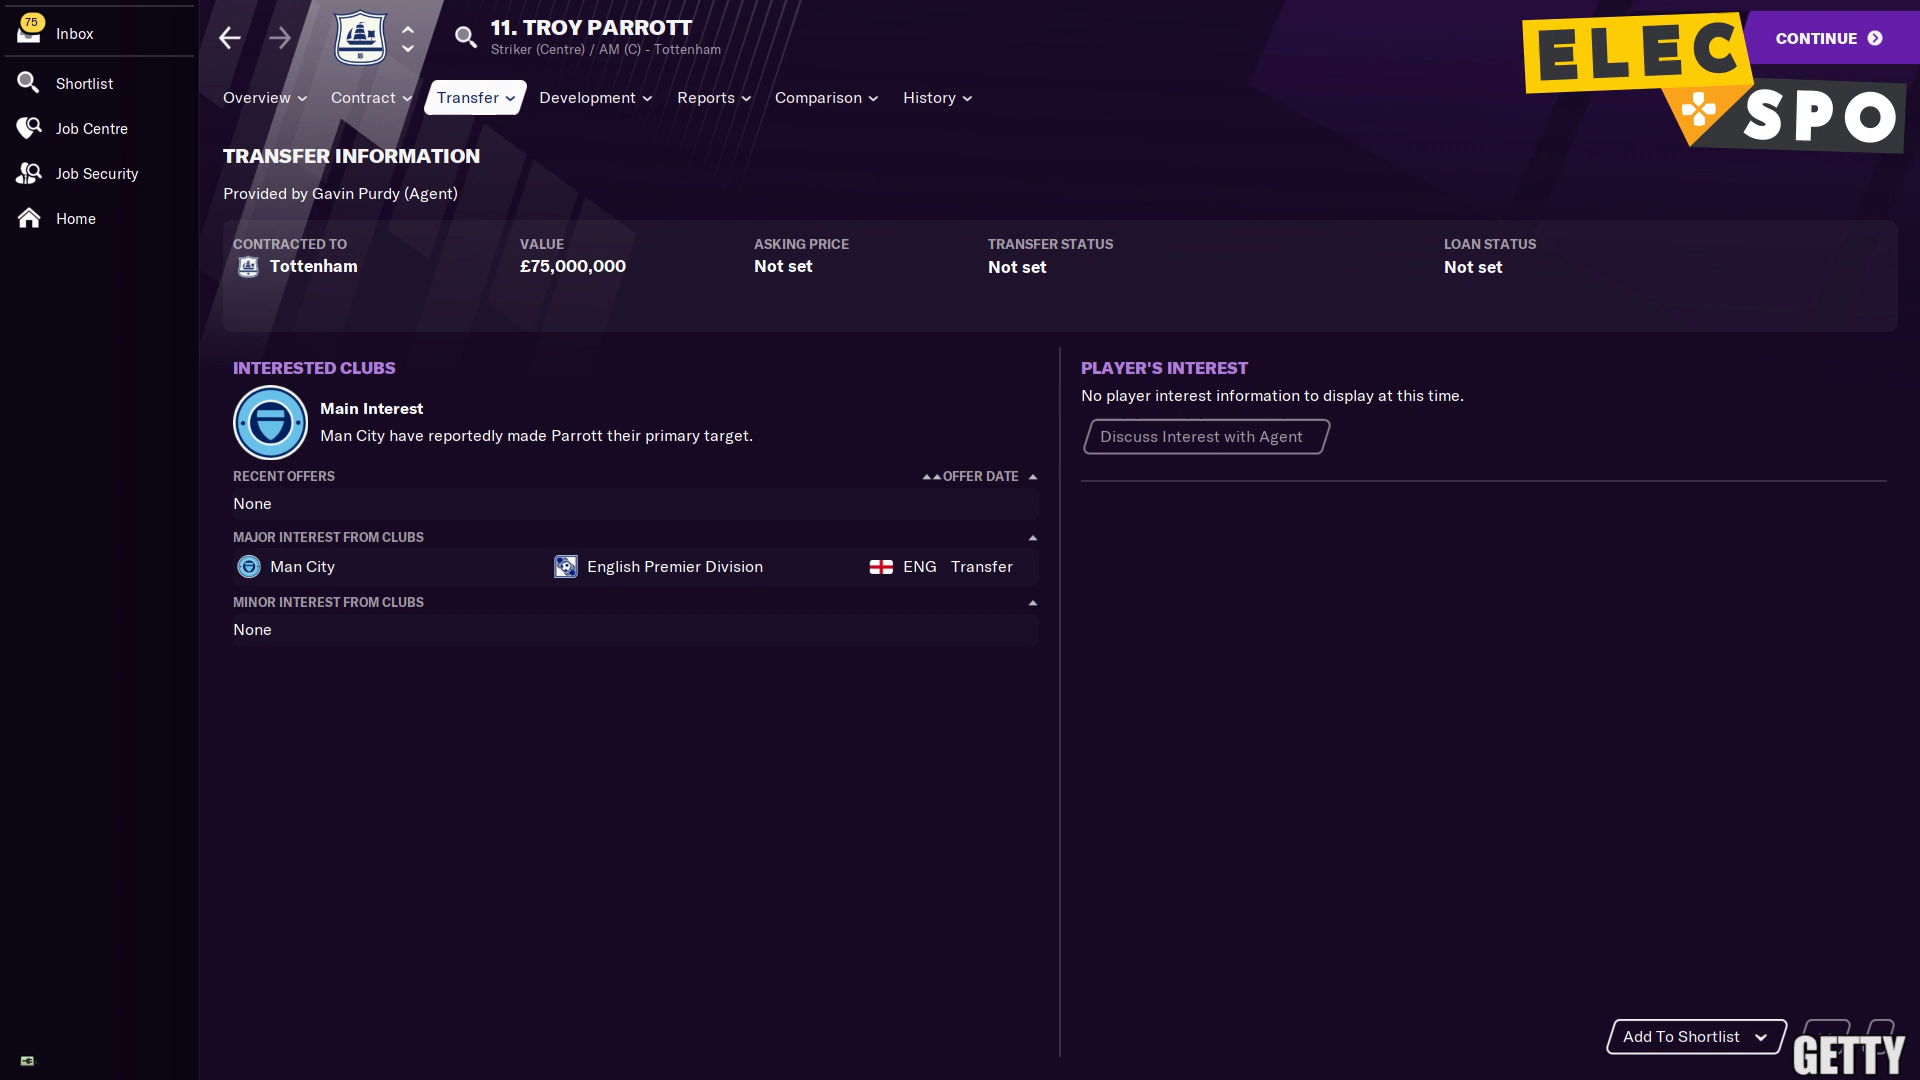 75
Inbox
Shortlist
Job Centre
Job Security
Home
11. TROY PARROTT
Striker (Centre) / AM (C) - Tottenham
ELEC
SPO
CONTINUE
Overview
Contract
Transfer
Development
Reports
Comparison
History
TRANSFER INFORMATION
Provided by Gavin Purdy (Agent)
CONTRACTED TO
Tottenham
VALUE
£75,000,000
ASKING PRICE
Not set
TRANSFER STATUS
Not set
LOAN STATUS
Not set
INTERESTED CLUBS
Main Interest
Man City have reportedly made Parrott their primary target.
RECENT OFFERS
OFFER DATE
None
MAJOR INTEREST FROM CLUBS
Man City
English Premier Division
ENG
Transfer
MINOR INTEREST FROM CLUBS
None
PLAYER'S INTEREST
No player interest information to display at this time.
Discuss Interest with Agent
Add To Shortlist
GETTY